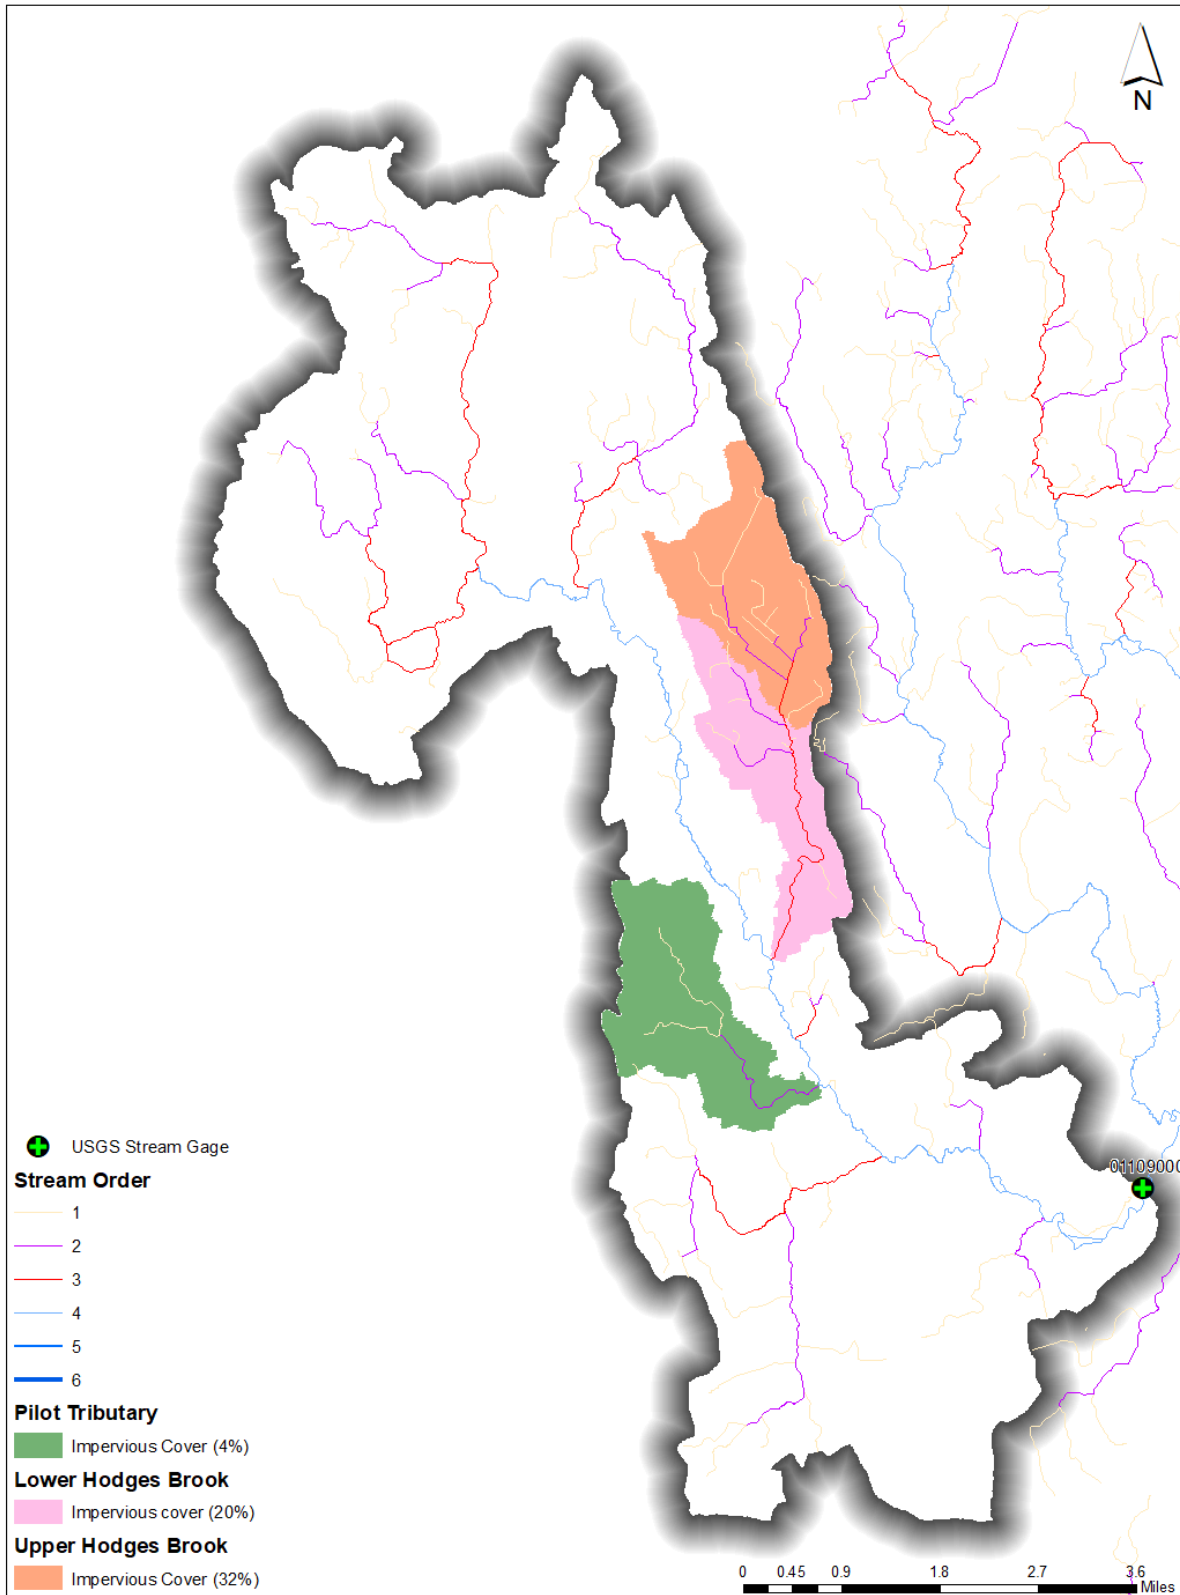 N
01109000
USGS Stream Gage
Stream Order
1
2
3
4
5
6
Pilot Tributary
Impervious Cover (4%)
Lower Hodges Brook
Impervious cover (20%)
Upper Hodges Brook
Impervious Cover (32%)
0 0.45 0.9 1.8 2.7 3.6
Miles